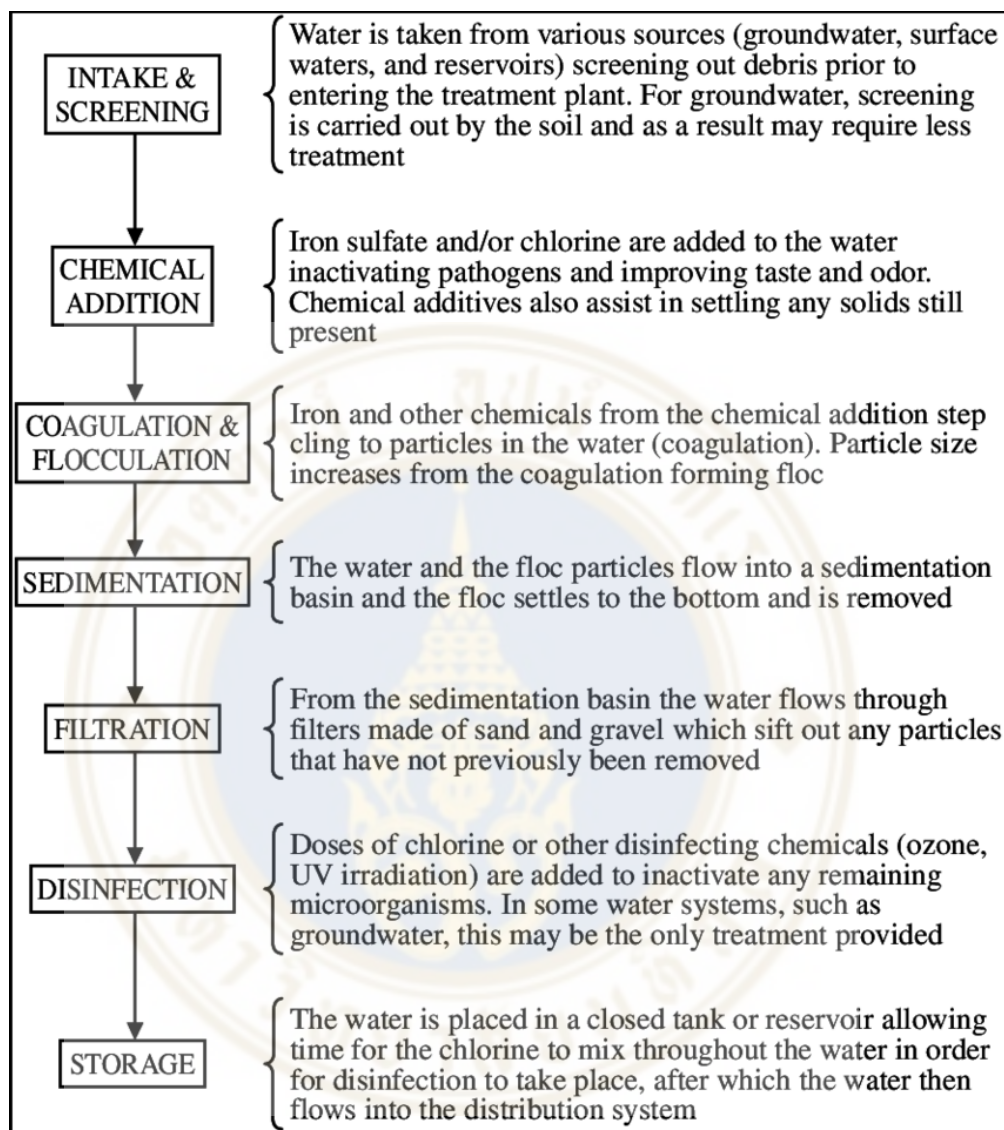 INTAKE &
SCREENING
Water is taken from various sources (groundwater, surface
waters, and reservoirs) screening out debris prior to
entering the treatment plant. For groundwater, screening
is carried out by the soil and as a result may require less
treatment
CHEMICAL
ADDITION
Iron sulfate and/or chlorine are added to the water
inactivating pathogens and improving taste and odor.
Chemical additives also assist in settling any solids still
present
COAGULATION &
FLOCCULATION
Iron and other chemicals from the chemical addition step
cling to particles in the water (coagulation). Particle size
increases from the coagulation forming floc
SEDIMENTATION
The water and the floc particles flow into a sedimentation
basin and the floc settles to the bottom and is removed
FILTRATION
From the sedimentation basin the water flows through
filters made of sand and gravel which sift out any particles
that have not previously been removed
DISINFECTION
Doses of chlorine or other disinfecting chemicals (ozone,
UV irradiation) are added to inactivate any remaining
microorganisms. In some water systems, such as
groundwater, this may be the only treatment provided
STORAGE
The water is placed in a closed tank or reservoir allowing
time for the chlorine to mix throughout the water in order
for disinfection to take place, after which the water then
flows into the distribution system